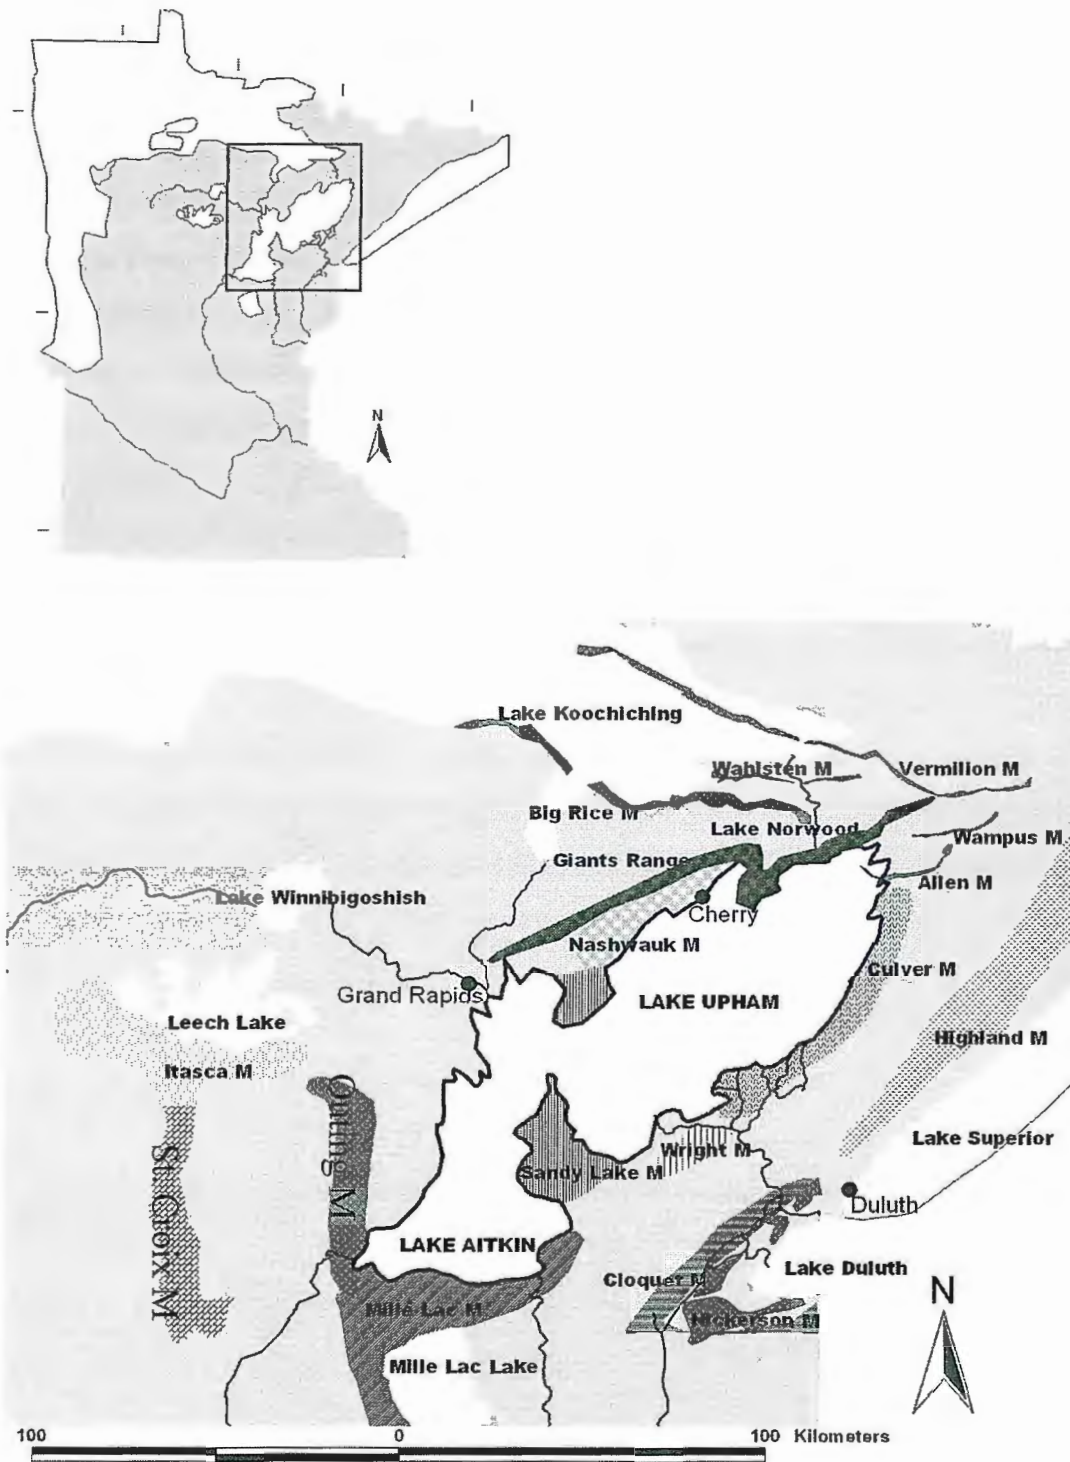 N
Lake Koochiching
Wahlsten M
Vermilion M
Big Rice M
Lake Norwood
Wampus M
Giants Range
Allen M
Lake Winnibigoshish
Cherry
Nashwauk M
Culver M
Grand Rapids
LAKE UPHAM
Leech Lake
Highland M
Itasca M
Outing M
Lake Superior
Wright M
Sandy Lake M
St. Croix M
Duluth
LAKE AITKIN
Lake Duluth
Cloquet M
N
Mille Lac M
Nickerson M
Mille Lac Lake
100 0 100 Kilometers